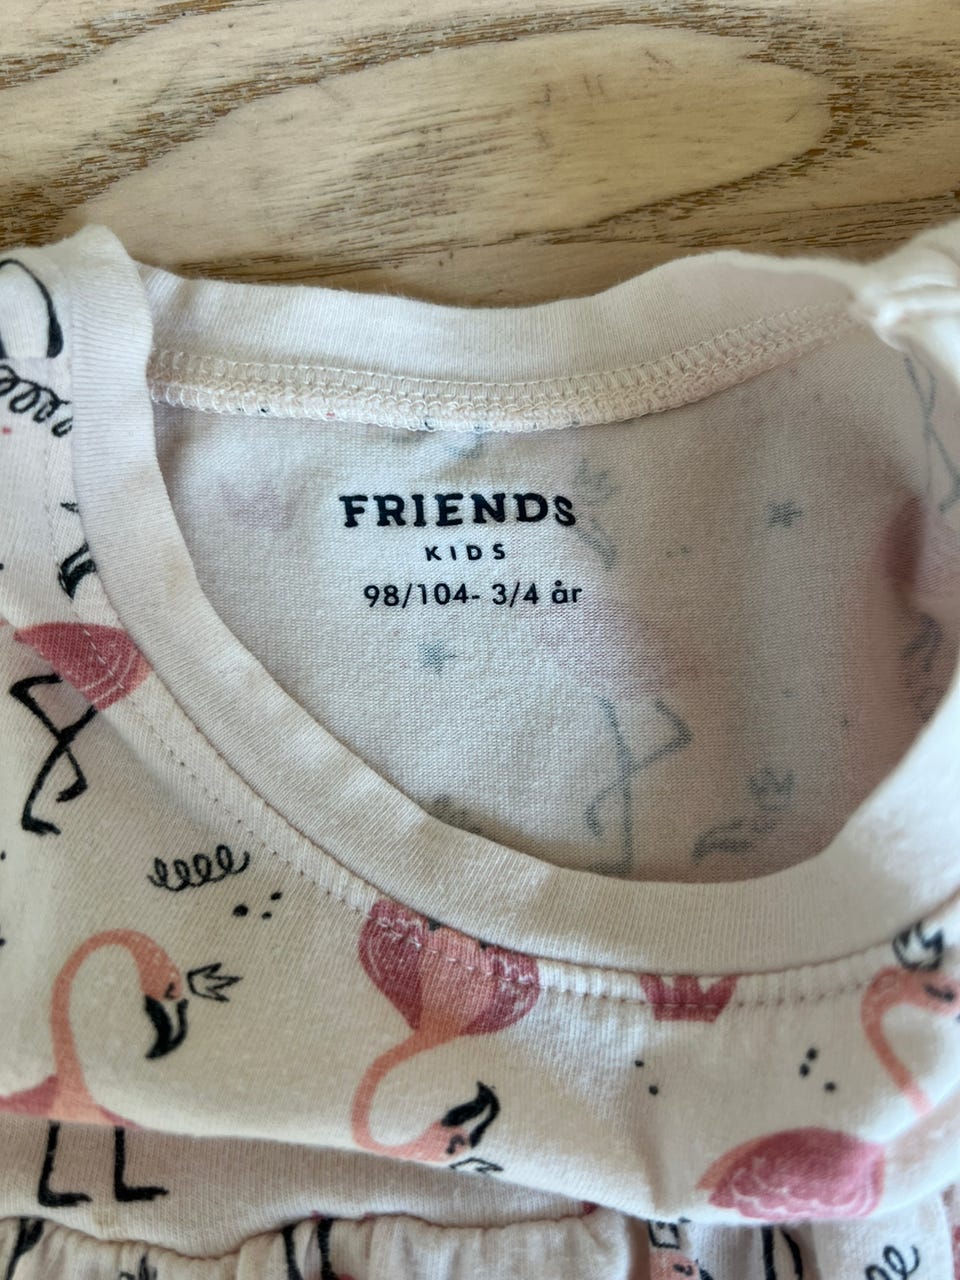 FRIENDS
KIDS
98/104- 3/4 år